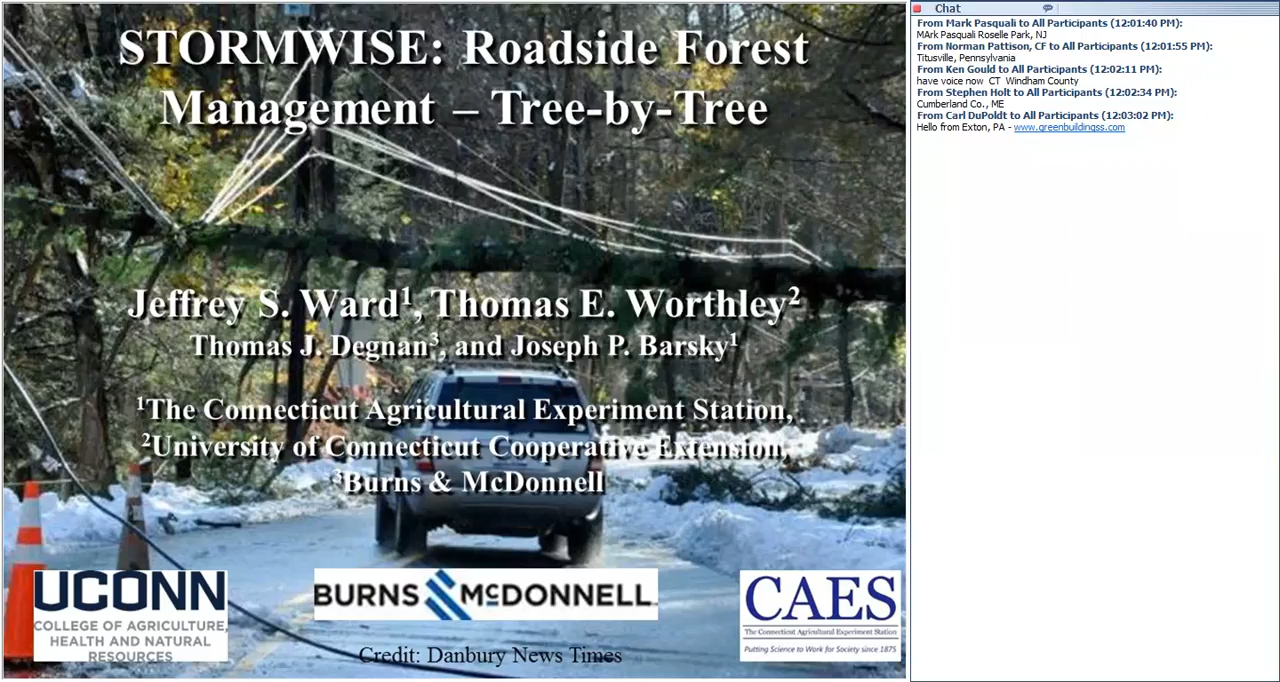 STORMWISE: Roadside Forest
Management – Tree-by-Tree
Jeffrey S. Ward¹, Thomas E. Worthley²
Thomas J. Degnan³, and Joseph P. Barsky¹
¹The Connecticut Agricultural Experiment Station,
²University of Connecticut Cooperative Extension,
³Burns & McDonnell
UCONN
COLLEGE OF AGRICULTURE,
HEALTH AND NATURAL
RESOURCES
BURNS McDONNELL
CAES
The Connecticut Agricultural Experiment Station
Putting Science to Work for Society since 1875
Credit: Danbury News Times
Chat
From Mark Pasquali to All Participants (12:01:40 PM):
MArk Pasquali Roselle Park, NJ
From Norman Pattison, CF to All Participants (12:01:55 PM):
Titusville, Pennsylvania
From Ken Gould to All Participants (12:02:11 PM):
have voice now CT Windham County
From Stephen Holt to All Participants (12:02:34 PM):
Cumberland Co., ME
From Carl DuPoldt to All Participants (12:03:02 PM):
Hello from Exton, PA - www.greenbuildingss.com